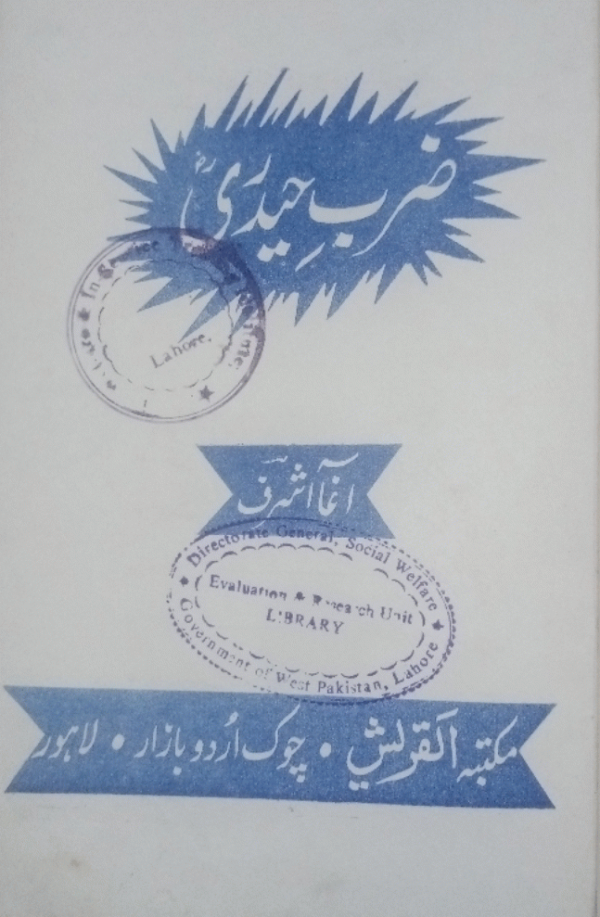 ضربِ حیدریؓ
In Service
Lahore.
آغا اشرف
Directorate General, Social Welfare
Evaluation & Research Unit
LIBRARY
Government of West Pakistan, Lahore
مکتبہ القریش • چوک اُردو بازار • لاہور